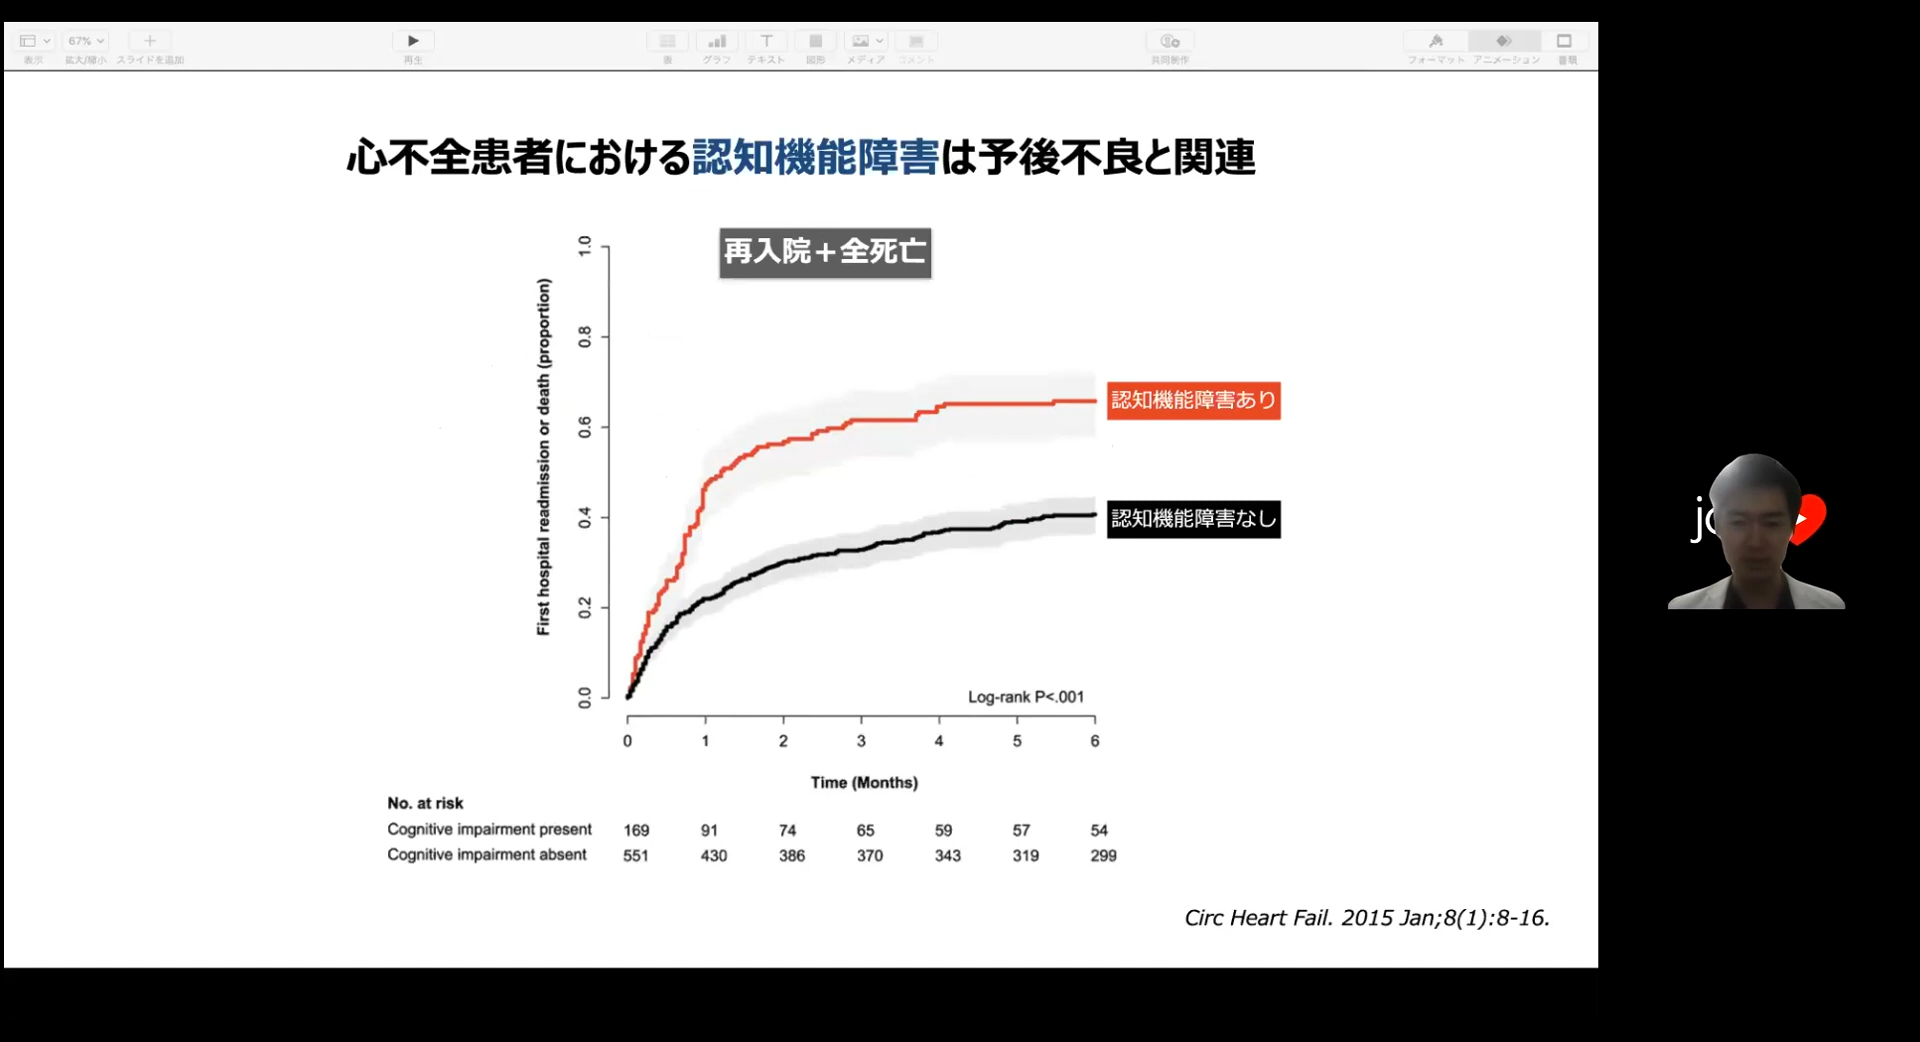 67%
表示
拡大/縮小
スライドを追加
再生
表
グラフ
テキスト
図形
メディア
コメント
共同制作
フォーマット
アニメーション
書類
心不全患者における認知機能障害は予後不良と関連
再入院＋全死亡
First hospital readmission or death (proportion)
1.0
0.8
0.6
0.4
0.2
0.0
認知機能障害あり
認知機能障害なし
Log-rank P<.001
0 1 2 3 4 5 6
Time (Months)
No. at risk
Cognitive impairment present 169 91 74 65 59 57 54
Cognitive impairment absent 551 430 386 370 343 319 299
Circ Heart Fail. 2015 Jan;8(1):8-16.